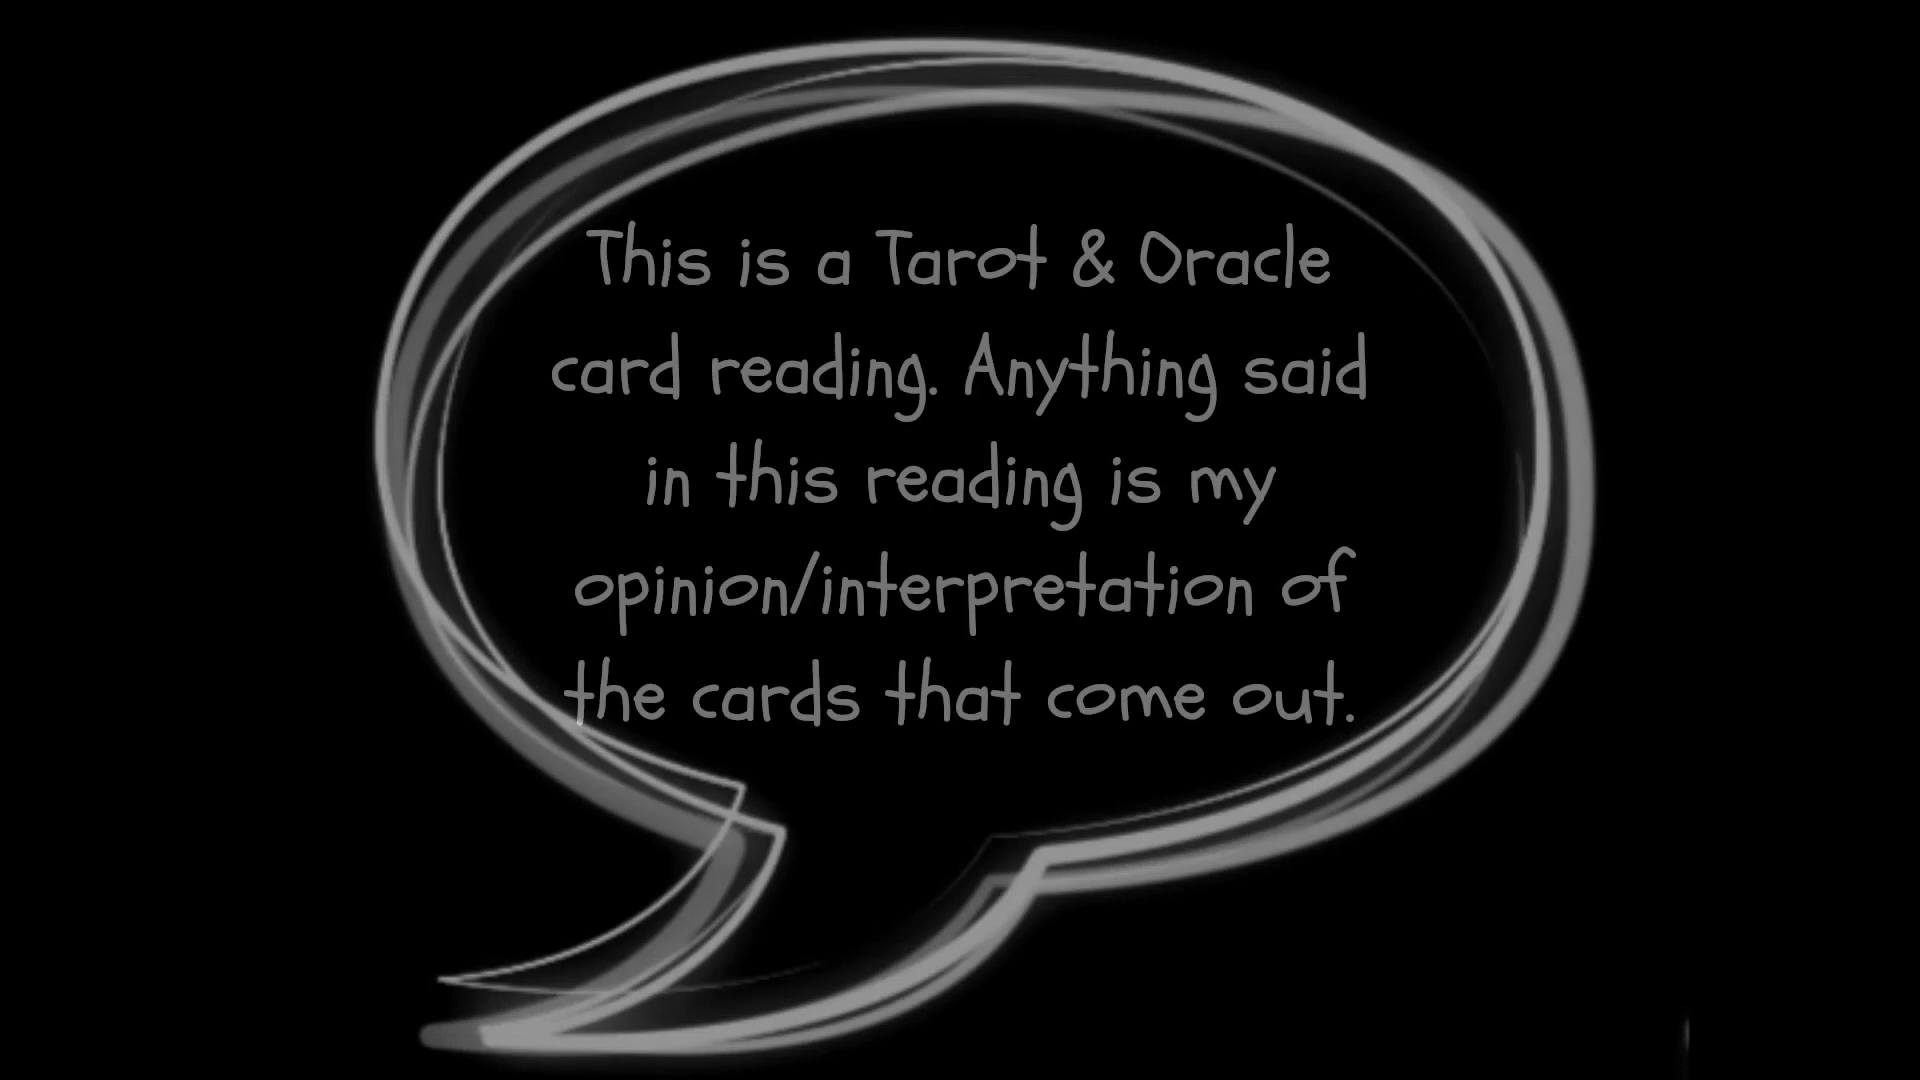 This is a Tarot & Oracle
card reading. Anything said
in this reading is my
opinion/interpretation of
the cards that come out.